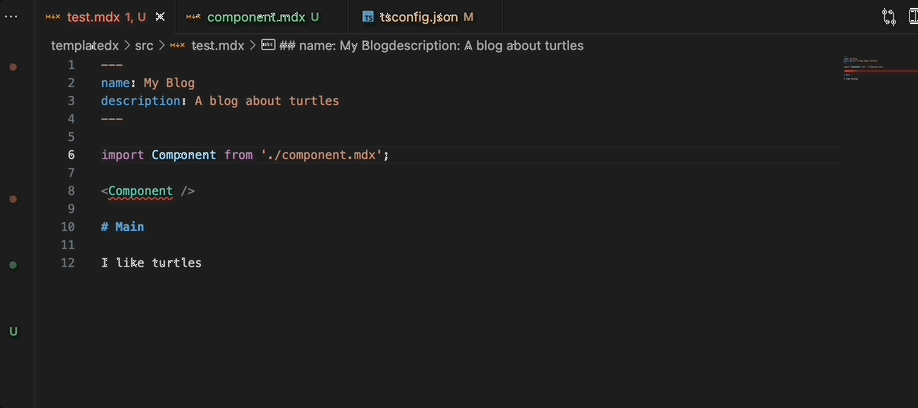 ··· test.mdx 1, U × component.mdx U TS tsconfig.json M
templatedx > src > test.mdx > abc ## name: My Blogdescription: A blog about turtles
1 ---
2 name: My Blog
3 description: A blog about turtles
4 ---
5
6 import Component from './component.mdx';
7
8 <Component />
9
10 # Main
11
12 I like turtles
U